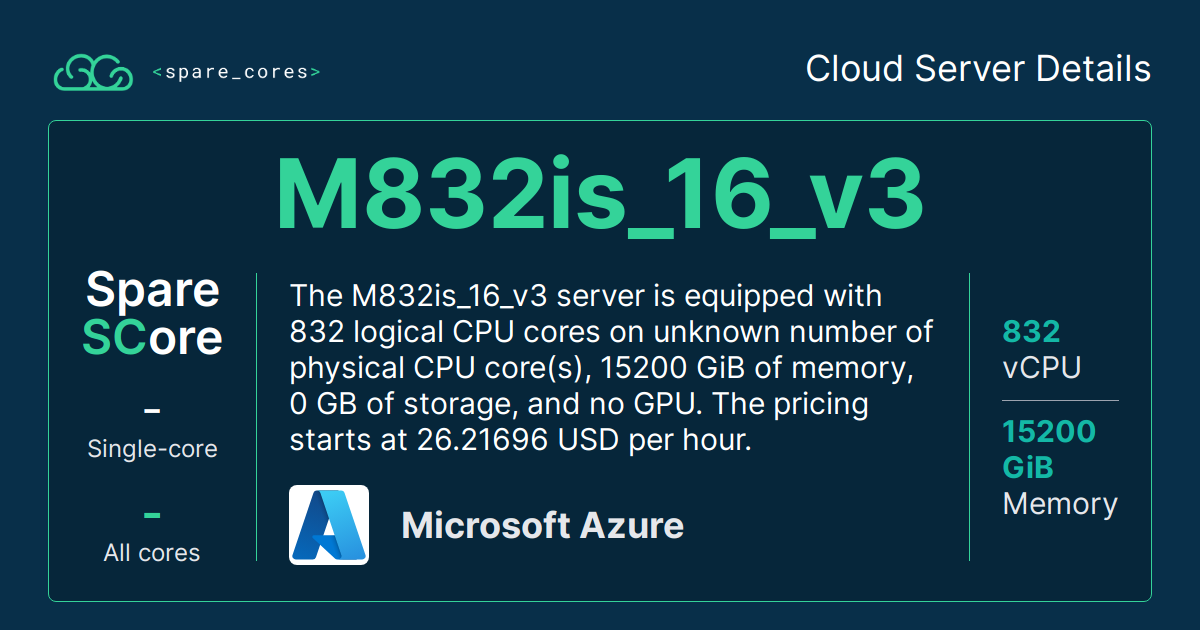 <spare_cores>
Cloud Server Details
M832is_16_v3
Spare
SCore
–
Single-core
–
All cores
The M832is_16_v3 server is equipped with
832 logical CPU cores on unknown number of
physical CPU core(s), 15200 GiB of memory,
0 GB of storage, and no GPU. The pricing
starts at 26.21696 USD per hour.
Microsoft Azure
832
vCPU
15200
GiB
Memory